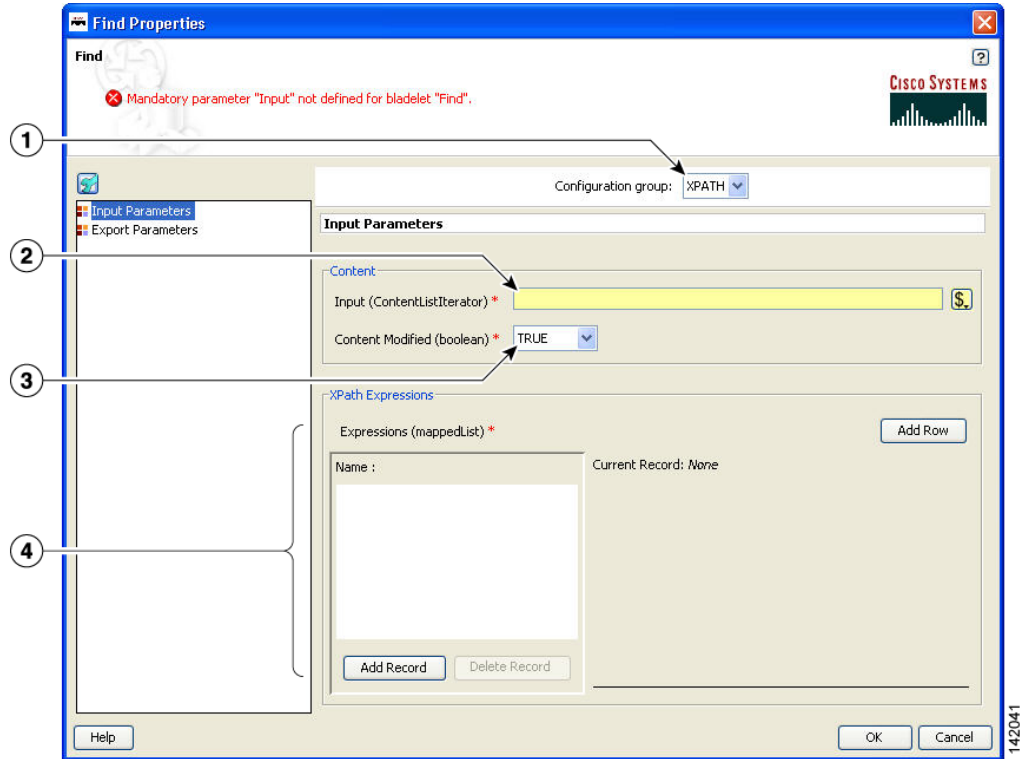 Find Properties
Find
?
Mandatory parameter "Input" not defined for bladelet "Find".
CISCO SYSTEMS
1
Configuration group: XPATH
Input Parameters
Export Parameters
Input Parameters
2
Content
Input (ContentListIterator) *
$
Content Modified (boolean) * TRUE
3
XPath Expressions
Expressions (mappedList) *
Add Row
Name :
Current Record: None
4
Add Record
Delete Record
Help
OK
Cancel
142041